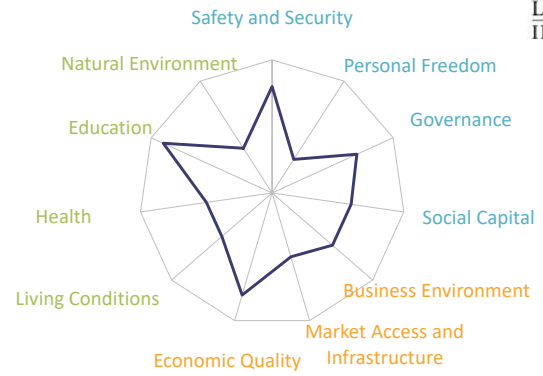 Safety and Security
Natural Environment
Personal Freedom
Education
Governance
Health
Social Capital
Living Conditions
Business Environment
Market Access and
Infrastructure
Economic Quality